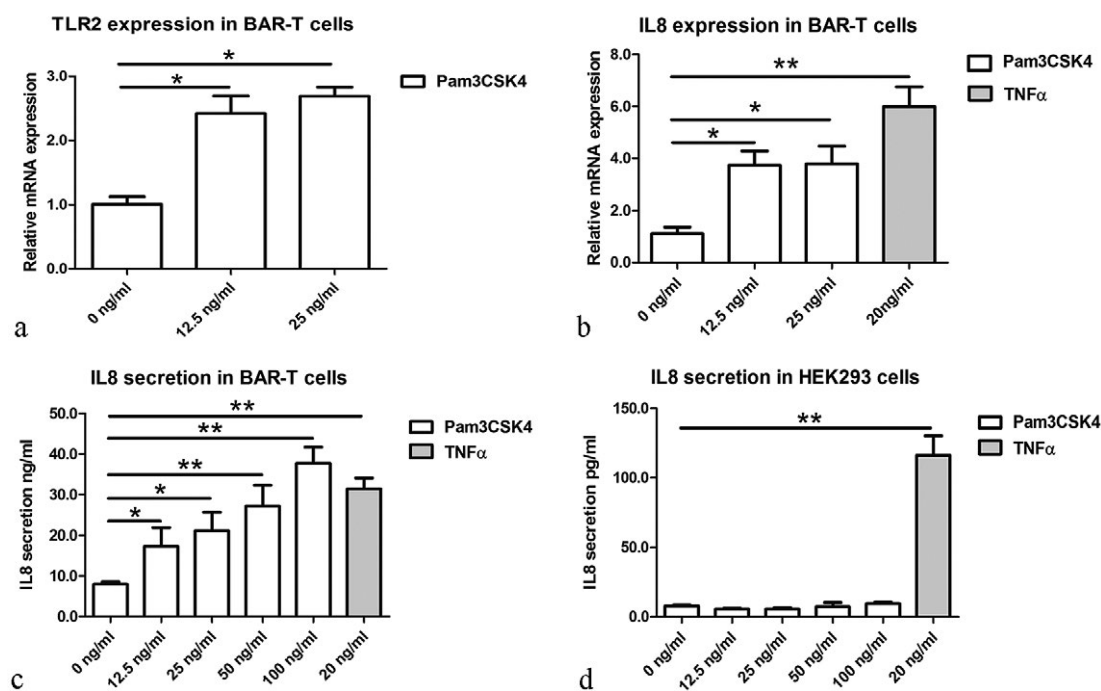 TLR2 expression in BAR-T cells
Relative mRNA expression
3.0
2.0
1.0
0.0
*
*
Pam3CSK4
0 ng/ml
12.5 ng/ml
25 ng/ml
a
IL8 expression in BAR-T cells
Relative mRNA expression
8.0
6.0
4.0
2.0
0.0
**
*
*
Pam3CSK4
TNFα
0 ng/ml
12.5 ng/ml
25 ng/ml
20ng/ml
b
IL8 secretion in BAR-T cells
IL8 secretion ng/ml
50.0
40.0
30.0
20.0
10.0
0.0
**
**
**
*
*
Pam3CSK4
TNFα
0 ng/ml
12.5 ng/ml
25 ng/ml
50 ng/ml
100 ng/ml
20 ng/ml
c
IL8 secretion in HEK293 cells
IL8 secretion pg/ml
150.0
100.0
50.0
0.0
**
Pam3CSK4
TNFα
0 ng/ml
12.5 ng/ml
25 ng/ml
50 ng/ml
100 ng/ml
20 ng/ml
d